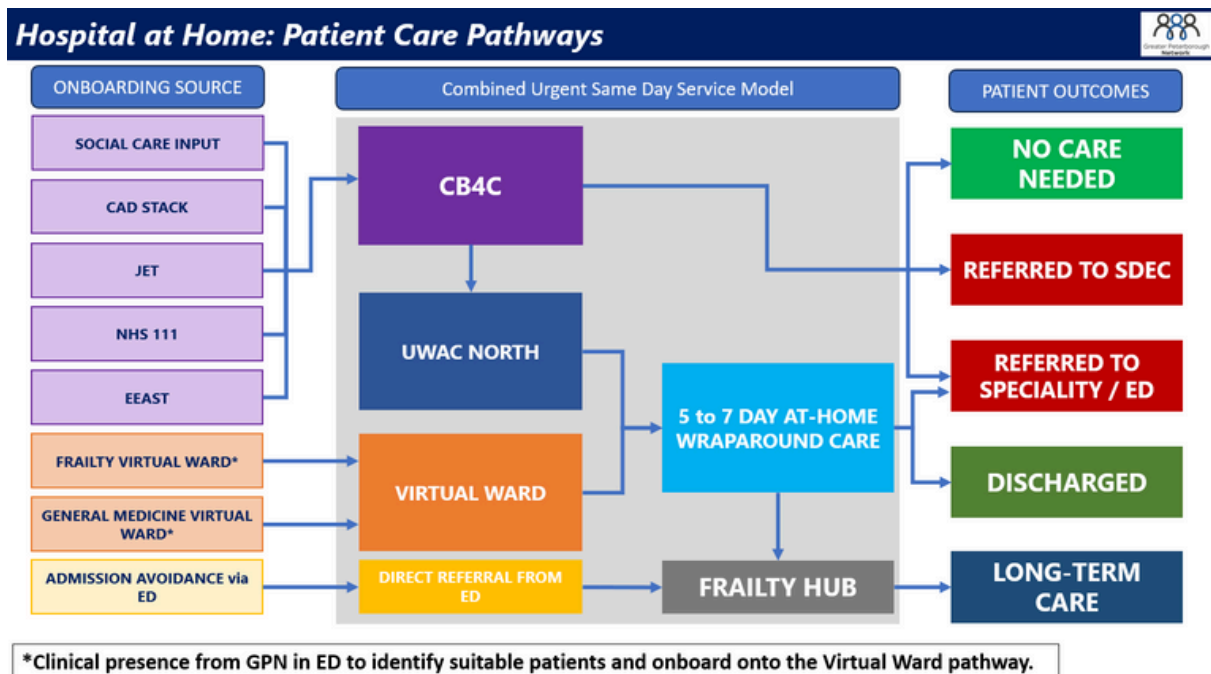 Hospital at Home: Patient Care Pathways
Greater Peterborough
Network
ONBOARDING SOURCE
Combined Urgent Same Day Service Model
PATIENT OUTCOMES
SOCIAL CARE INPUT
CAD STACK
JET
NHS 111
EEAST
FRAILTY VIRTUAL WARD*
GENERAL MEDICINE VIRTUAL
WARD*
ADMISSION AVOIDANCE via
ED
CB4C
UWAC NORTH
VIRTUAL WARD
DIRECT REFERRAL FROM
ED
5 to 7 DAY AT-HOME
WRAPAROUND CARE
FRAILTY HUB
NO CARE
NEEDED
REFERRED TO SDEC
REFERRED TO
SPECIALITY / ED
DISCHARGED
LONG-TERM
CARE
*Clinical presence from GPN in ED to identify suitable patients and onboard onto the Virtual Ward pathway.